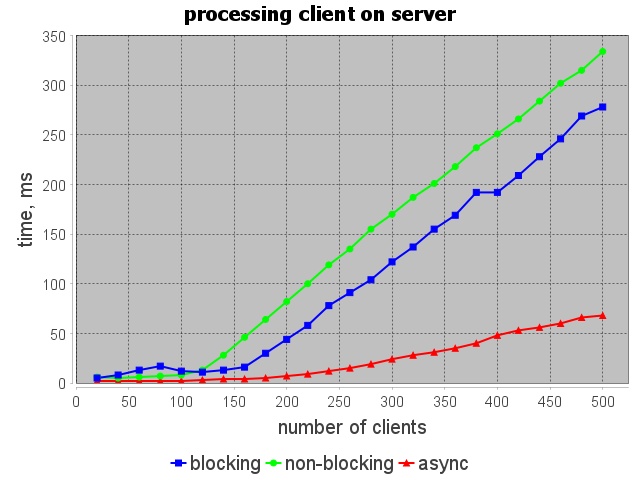 processing client on server
350
300
250
200
150
100
50
0
time, ms
0 50 100 150 200 250 300 350 400 450 500
number of clients
blocking non-blocking async